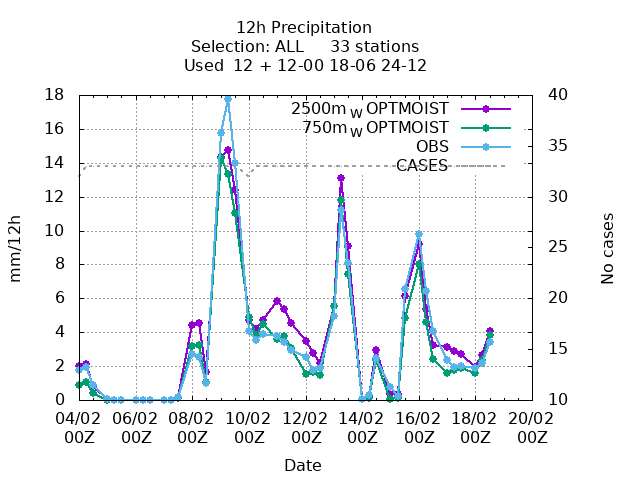 12h Precipitation
Selection: ALL 33 stations
Used 12 + 12-00 18-06 24-12
18 40
2500m W OPTMOIST
16
750m W OPTMOIST
35
OBS
14
CASES
12 30
10 25
8
6 20
4 15
2
0 10
mm/12h
No cases
04/02 06/02 08/02 10/02 12/02 14/02 16/02 18/02 20/02
00Z 00Z 00Z 00Z 00Z 00Z 00Z 00Z 00Z
Date